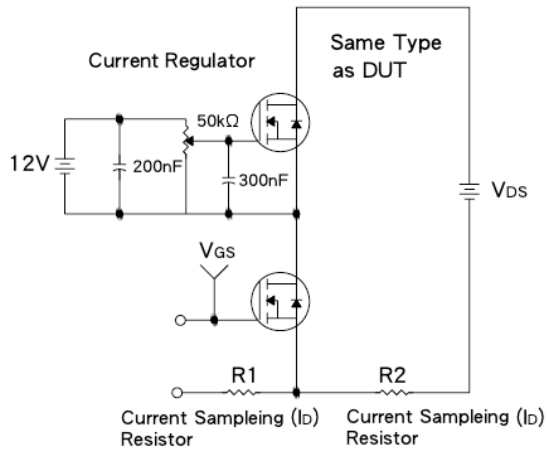 Same Type
as DUT
Current Regulator
50kΩ
12V
200nF
300nF
VDS
VGS
R1
R2
Current Sampleing (ID)
Resistor
Current Sampleing (ID)
Resistor